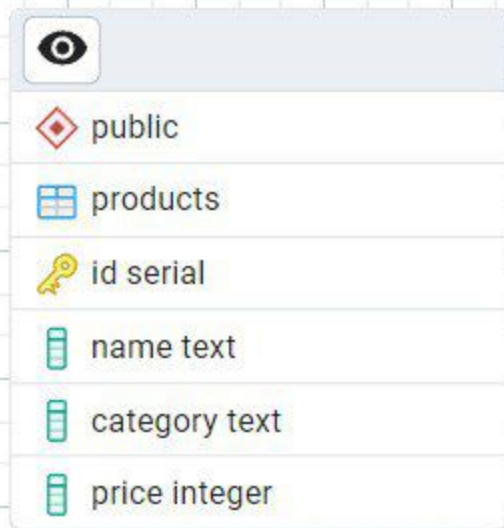 public
products
id serial
name text
category text
price integer